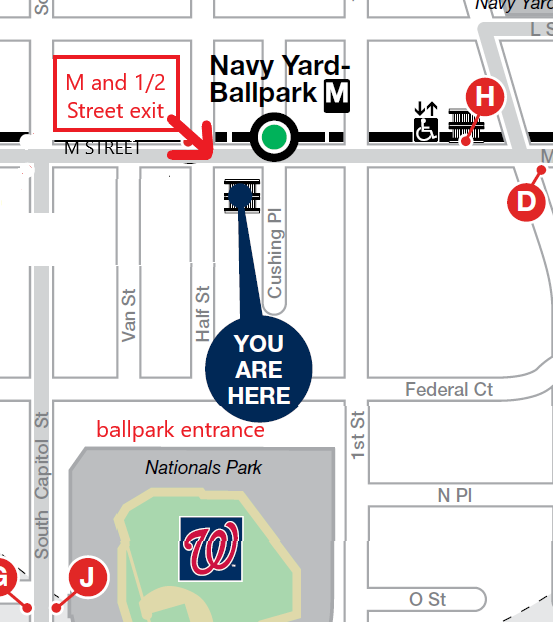 Navy Yard
L S
M and 1/2
Street exit
Navy Yard-
Ballpark M
H
M STREET
M
D
Cushing Pl
Van St
Half St
YOU
ARE
HERE
Federal Ct
ballpark entrance
1st St
South Capitol St
Nationals Park
N Pl
W
G
J
O St